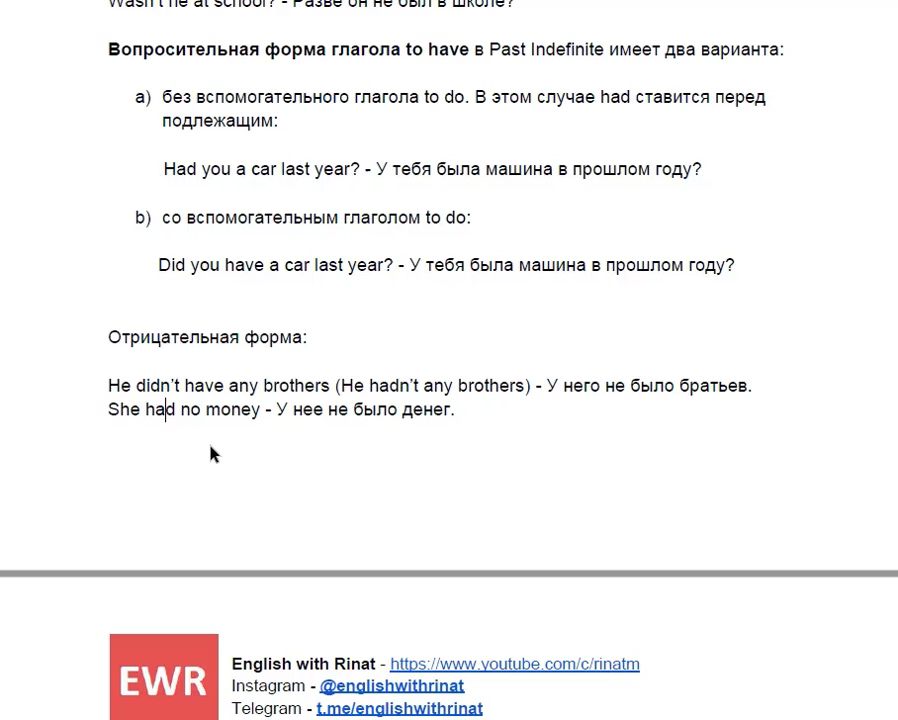 Wasn't he at school? - Разве он не был в школе?
Вопросительная форма глагола to have в Past Indefinite имеет два варианта:
a) без вспомогательного глагола to do. В этом случае had ставится перед
подлежащим:
Had you a car last year? - У тебя была машина в прошлом году?
b) со вспомогательным глаголом to do:
Did you have a car last year? - У тебя была машина в прошлом году?
Отрицательная форма:
He didn’t have any brothers (He hadn’t any brothers) - У него не было братьев.
She had no money - У нее не было денег.
EWR
English with Rinat - https://www.youtube.com/c/rinatm
Instagram - @englishwithrinat
Telegram - t.me/englishwithrinat